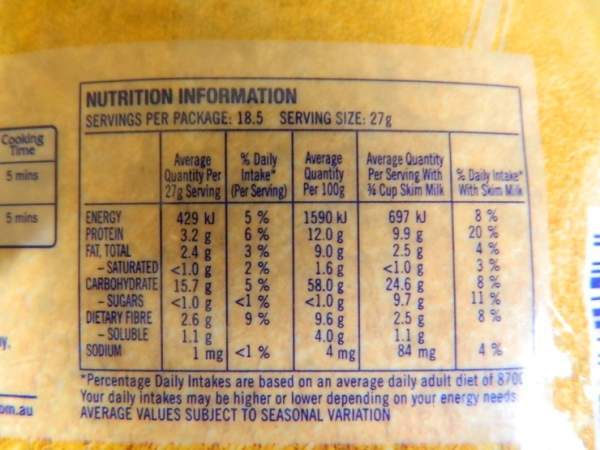 NUTRITION INFORMATION
SERVINGS PER PACKAGE: 18.5 SERVING SIZE: 27g
Cooking
Time
5 mins
5 mins
Average Quantity Per 27g Serving | % Daily Intake* (Per Serving) | Average Quantity Per 100g | Average Quantity Per Serving With ¾ Cup Skim Milk | % Daily Intake* With Skim Milk
ENERGY 429 kJ 5 % 1590 kJ 697 kJ 8 %
PROTEIN 3.2 g 6 % 12.0 g 9.9 g 20 %
FAT, TOTAL 2.4 g 3 % 9.0 g 2.5 g 4 %
– SATURATED <1.0 g 2 % 1.6 g <1.0 g 3 %
CARBOHYDRATE 15.7 g 5 % 58.0 g 24.6 g 8 %
– SUGARS <1.0 g <1 % <1.0 g 9.7 g 11 %
DIETARY FIBRE 2.6 g 9 % 9.6 g 2.5 g 8 %
– SOLUBLE 1.1 g 4.0 g 1.1 g
SODIUM 1 mg <1 % 4 mg 84 mg 4 %
*Percentage Daily Intakes are based on an average daily adult diet of 870
Your daily intakes may be higher or lower depending on your energy needs
AVERAGE VALUES SUBJECT TO SEASONAL VARIATION
om.au